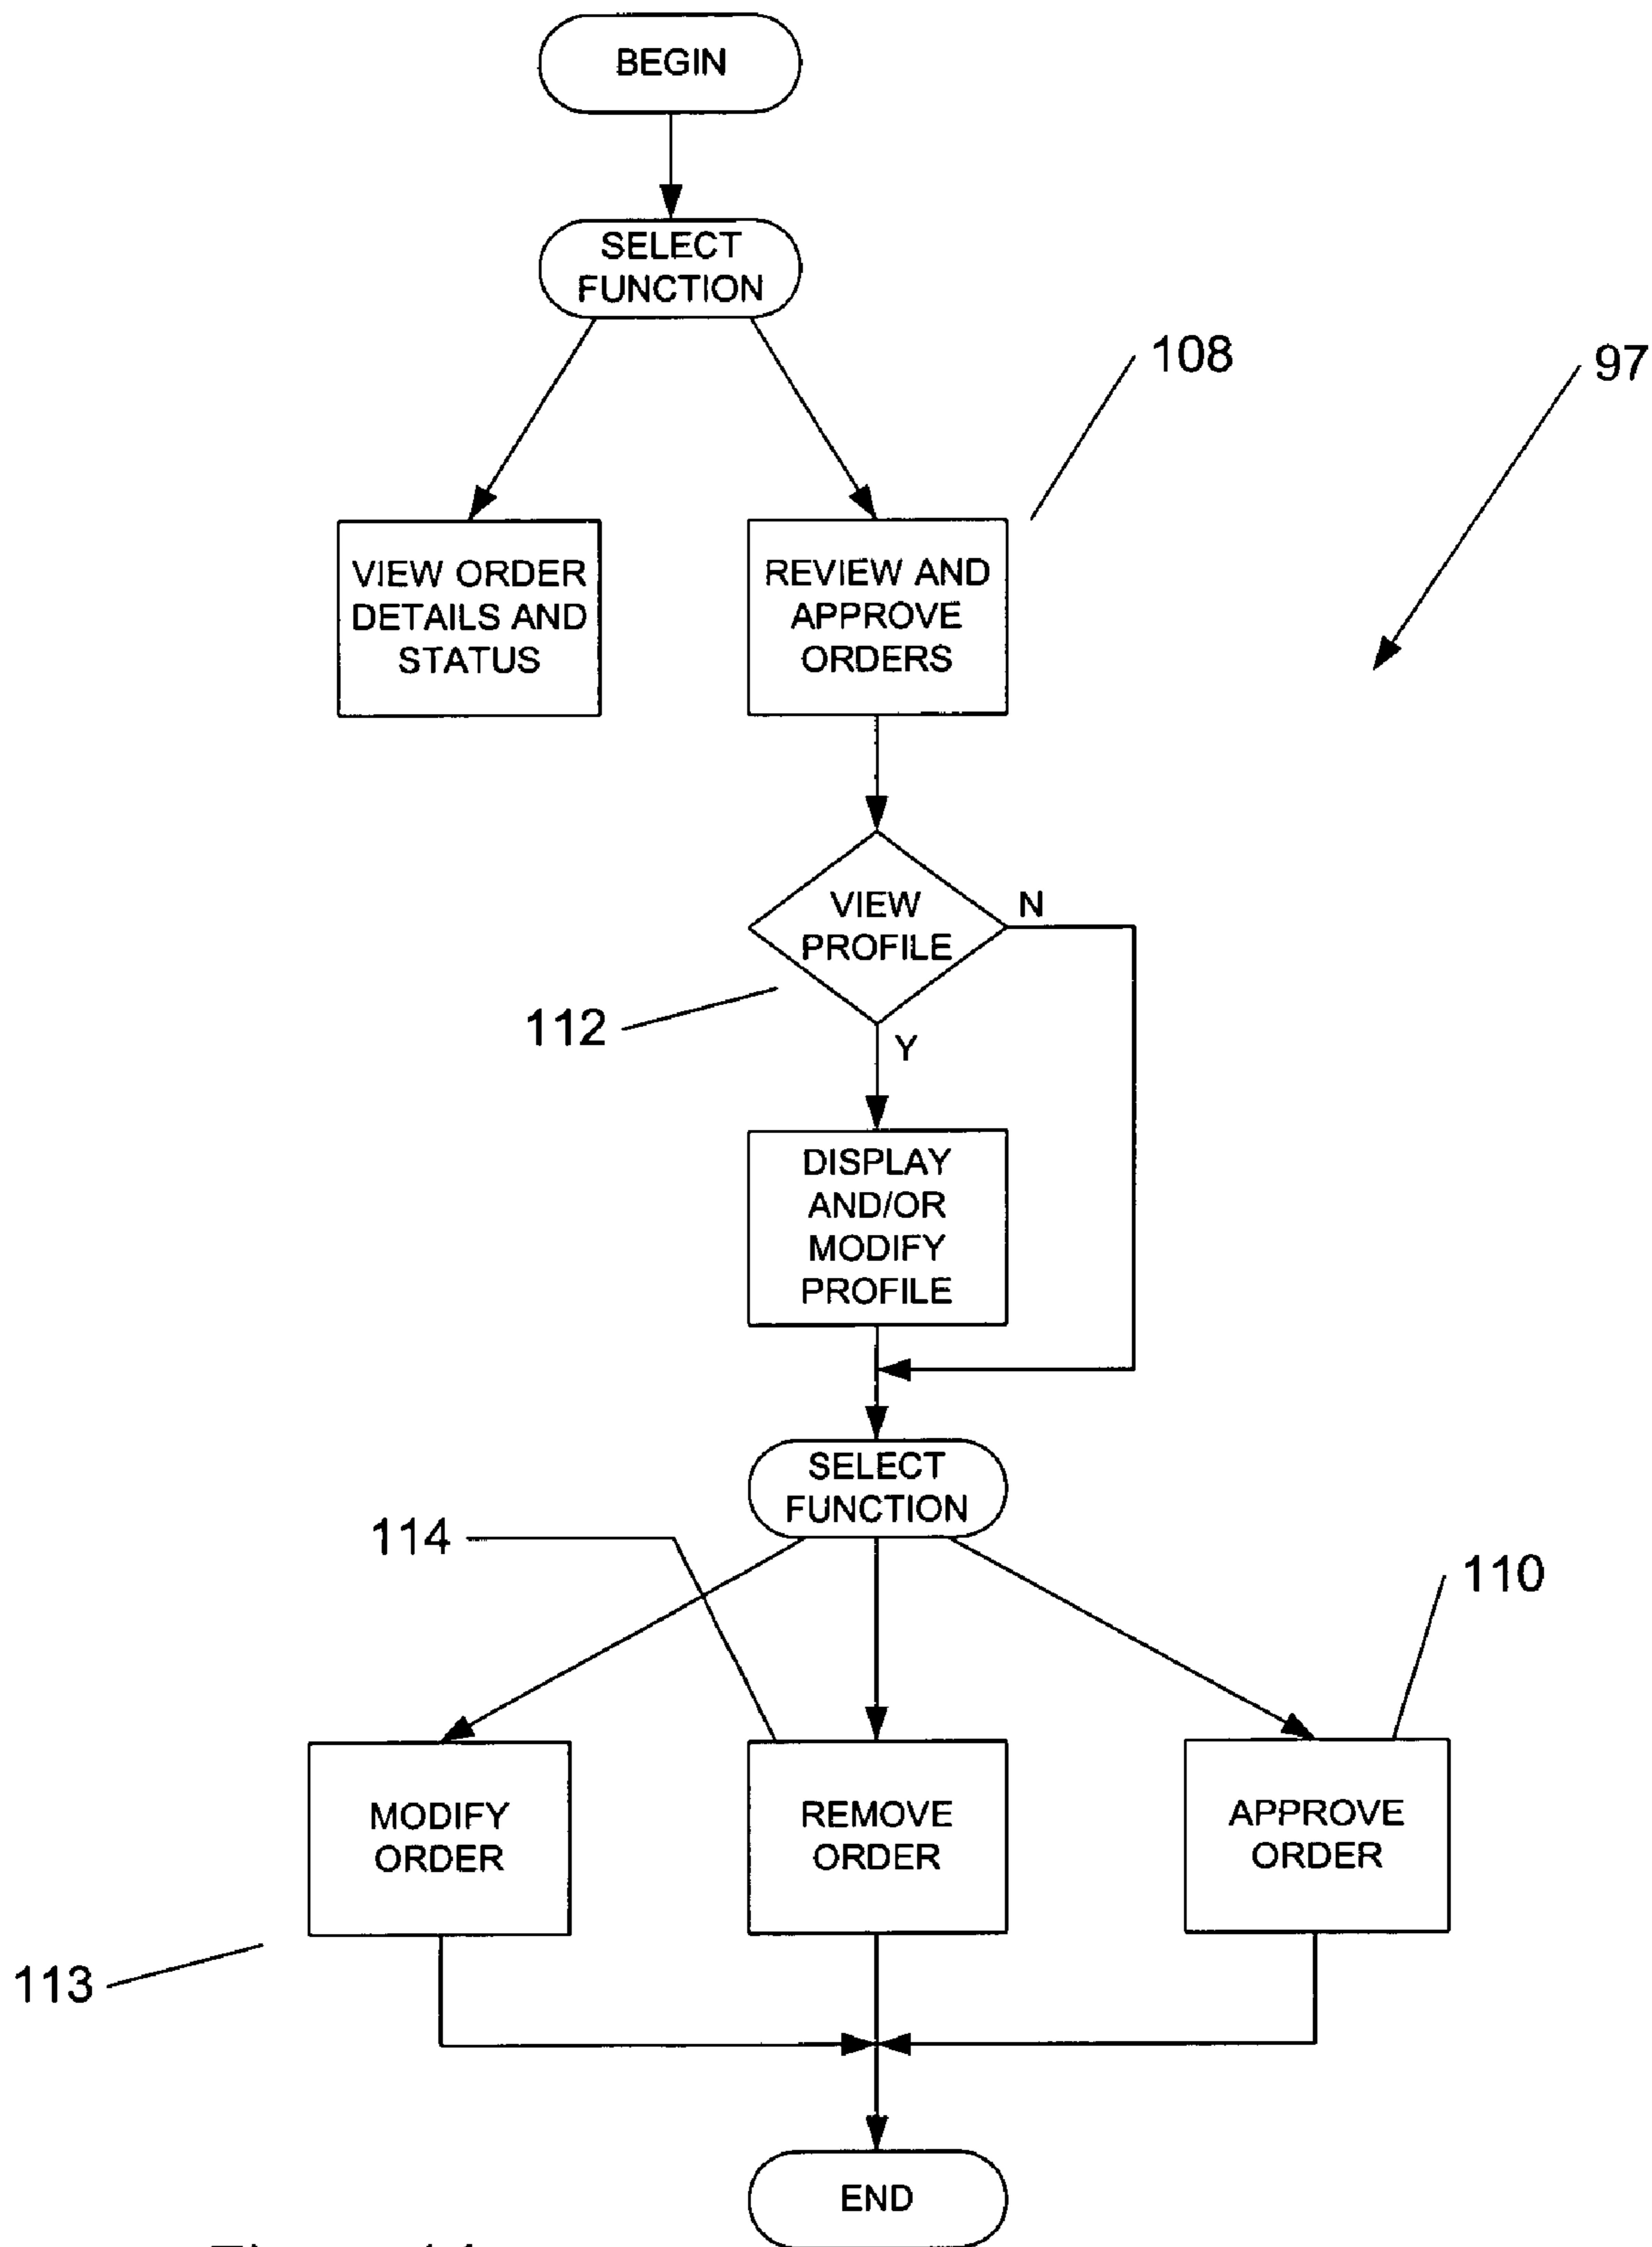 BEGIN
SELECT
FUNCTION
108
97
VIEW ORDER
DETAILS AND
STATUS
REVIEW AND
APPROVE
ORDERS
VIEW
PROFILE
N
112
Y
DISPLAY
AND/OR
MODIFY
PROFILE
SELECT
FUNCTION
114
110
MODIFY
ORDER
REMOVE
ORDER
APPROVE
ORDER
113
END